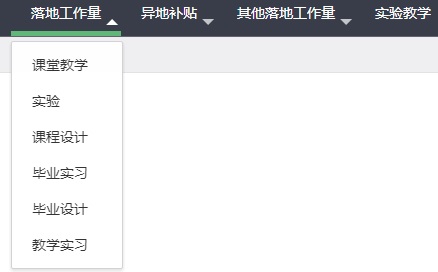 落地工作量 异地补贴 其他落地工作量 实验教学
课堂教学
实验
课程设计
毕业实习
毕业设计
教学实习